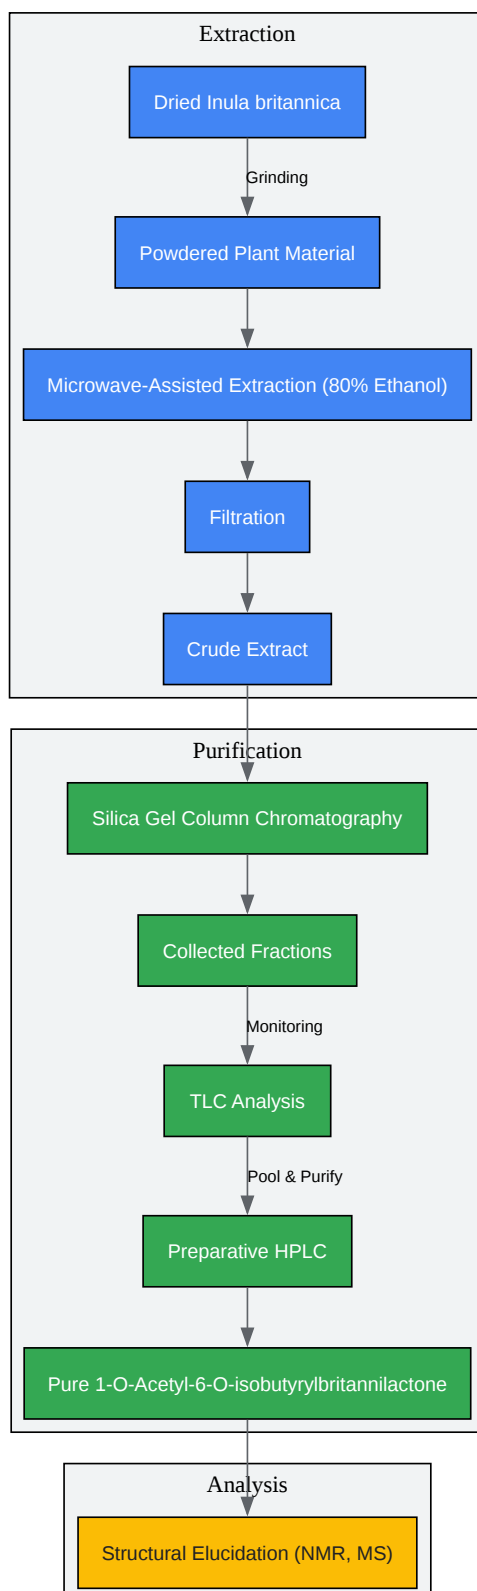 Extraction
Dried Inula britannica
Grinding
Powdered Plant Material
Microwave-Assisted Extraction (80% Ethanol)
Filtration
Crude Extract
Purification
Silica Gel Column Chromatography
Collected Fractions
Monitoring
TLC Analysis
Pool & Purify
Preparative HPLC
Pure 1-O-Acetyl-6-O-isobutyrylbritannilactone
Analysis
Structural Elucidation (NMR, MS)